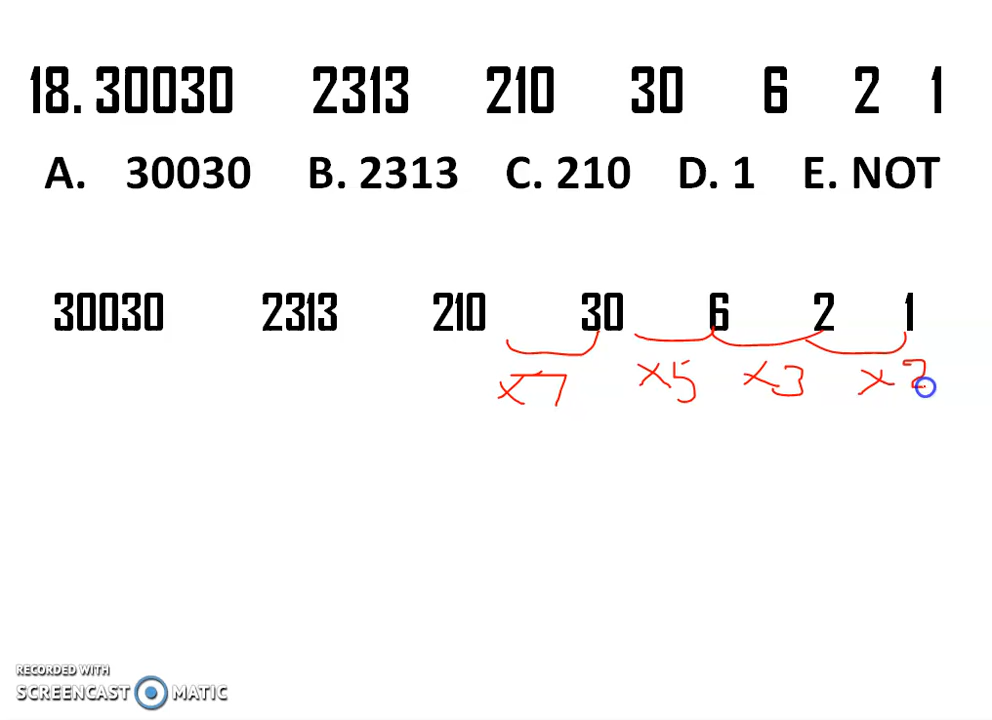 18. 30030 2313 210 30 6 2 1
A. 30030 B. 2313 C. 210 D. 1 E. NOT
30030 2313 210 30 6 2 1
×7 ×5 ×3 ×2
RECORDED WITH
SCREENCAST MATIC